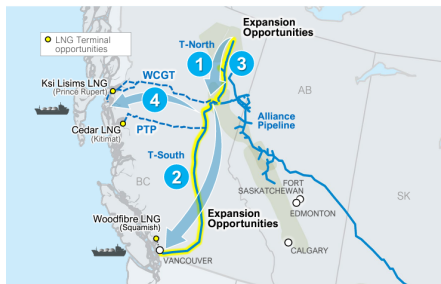 LNG Terminal
opportunities
Expansion
Opportunities
T-North
1
3
WCGT
Ksi Lisims LNG
(Prince Rupert)
4
AB
Cedar LNG
(Kitimat)
PTP
Alliance
Pipeline
T-South
2
BC
FORT
SASKATCHEWAN
SK
EDMONTON
Woodfibre LNG
(Squamish)
Expansion
Opportunities
CALGARY
VANCOUVER